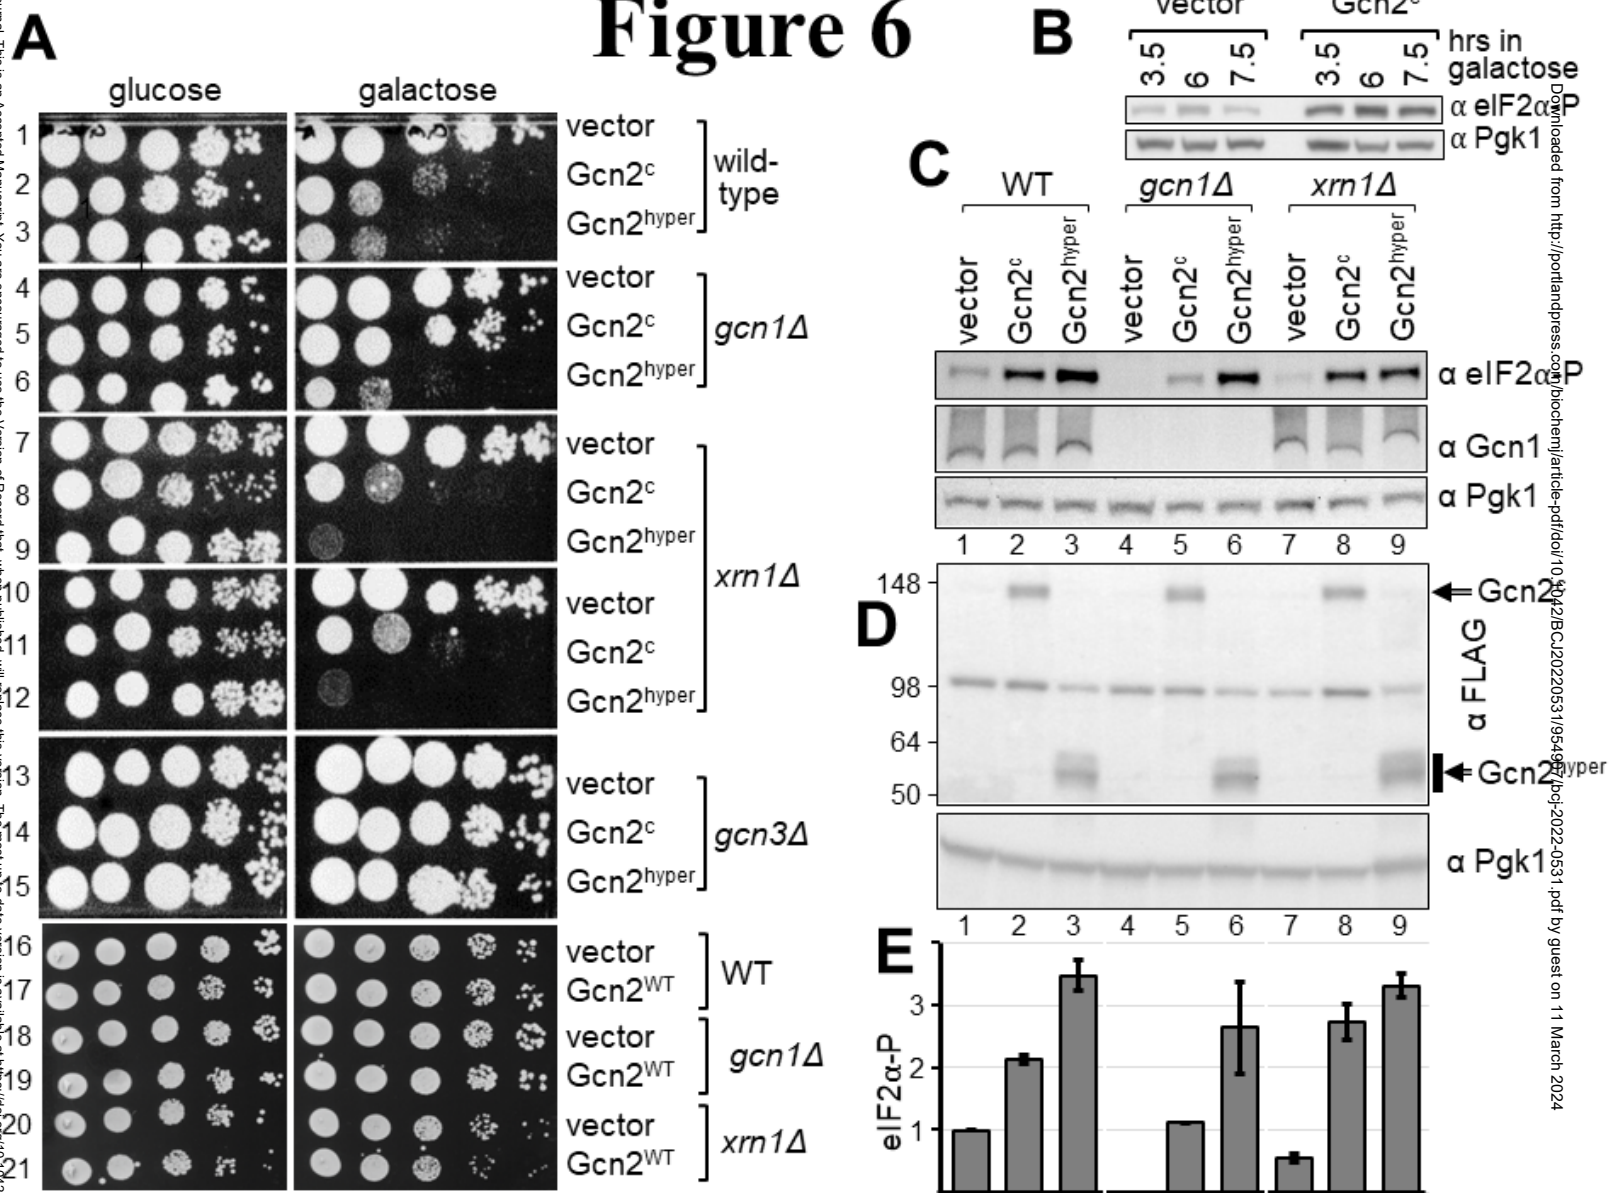 Figure 6
A
glucose galactose
1 vector
2 Gcn2ᶜ
3 Gcn2ʰʸᵖᵉʳ
wild-
type
4 vector
5 Gcn2ᶜ
6 Gcn2ʰʸᵖᵉʳ
gcn1Δ
7 vector
8 Gcn2ᶜ
9 Gcn2ʰʸᵖᵉʳ
xrn1Δ
10 vector
11 Gcn2ᶜ
12 Gcn2ʰʸᵖᵉʳ
13 vector
14 Gcn2ᶜ
15 Gcn2ʰʸᵖᵉʳ
gcn3Δ
16 vector
17 Gcn2ᵂᵀ
WT
18 vector
19 Gcn2ᵂᵀ
gcn1Δ
20 vector
21 Gcn2ᵂᵀ
xrn1Δ
B
vector Gcn2ᶜ
3.5 6 7.5 3.5 6 7.5
hrs in
galactose
α eIF2α-P
α Pgk1
C
WT gcn1Δ xrn1Δ
vector Gcn2ᶜ Gcn2ʰʸᵖᵉʳ vector Gcn2ᶜ Gcn2ʰʸᵖᵉʳ vector Gcn2ᶜ Gcn2ʰʸᵖᵉʳ
α eIF2α-P
α Gcn1
α Pgk1
1 2 3 4 5 6 7 8 9
D
148
98
64
50
Gcn2
α FLAG
Gcn2ʰʸᵖᵉʳ
α Pgk1
1 2 3 4 5 6 7 8 9
E
eIF2α-P
3
2
1
Downloaded from http://portlandpress.com/biochemj/article-pdf/doi/10.1042/BCJ20220531/954907/bcj-2022-0531.pdf by guest on 11 March 2024